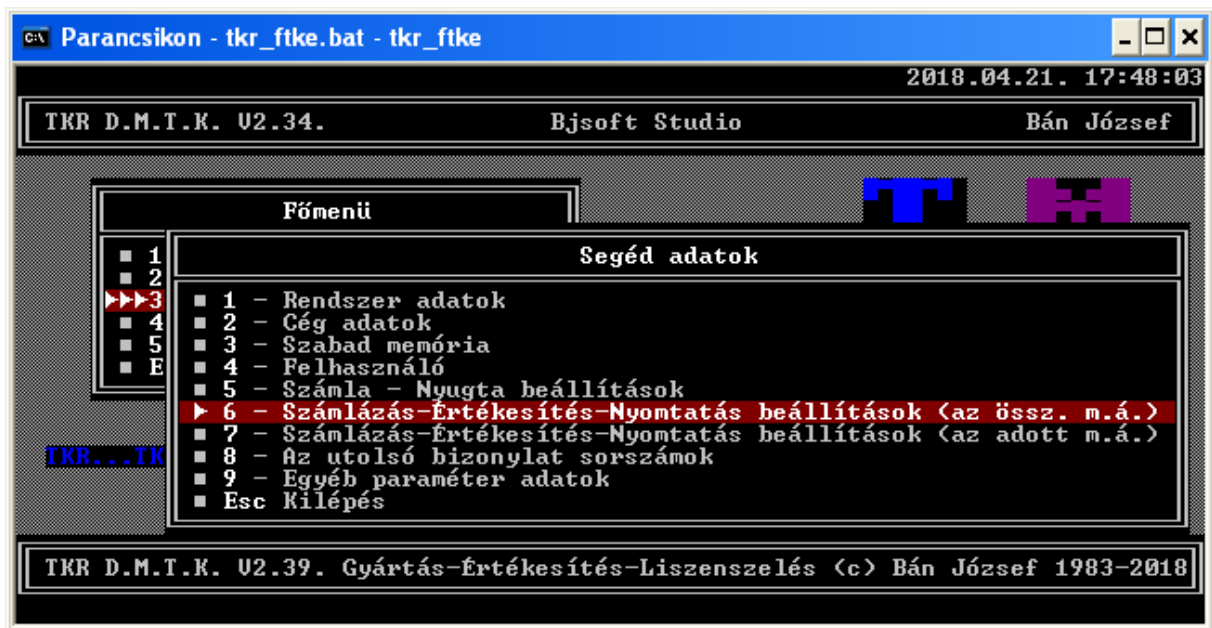 Parancsikon - tkr_ftke.bat - tkr_ftke
2018.04.21. 17:48:03
TKR D.M.T.K. V2.34. Bjsoft Studio Bán József
Főmenü
Segéd adatok
1
2
3
4
5
E
1 - Rendszer adatok
2 - Cég adatok
3 - Szabad memória
4 - Felhasználó
5 - Számla - Nyugta beállítások
6 - Számlázás-Értékesítés-Nyomtatás beállítások (az össz. m.á.)
7 - Számlázás-Értékesítés-Nyomtatás beállítások (az adott m.á.)
8 - Az utolsó bizonylat sorszámok
9 - Egyéb paraméter adatok
Esc Kilépés
TKR...TK
TKR D.M.T.K. V2.39. Gyártás-Értékesítés-Liszenszelés (c) Bán József 1983-2018